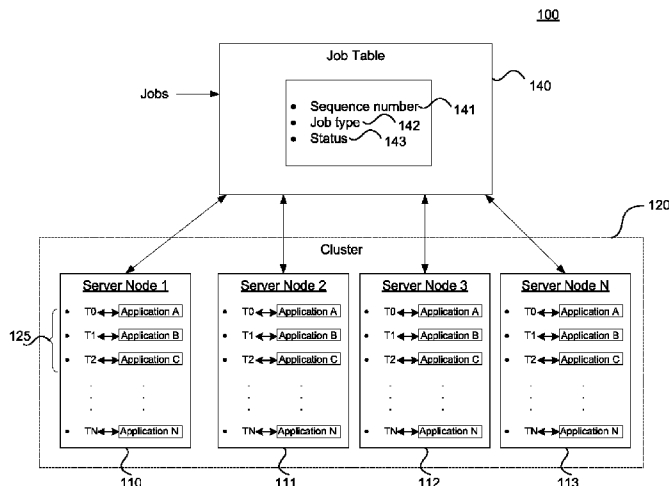 100
Job Table
140
Jobs
• Sequence number 141
• Job type 142
• Status 143
120
Cluster
Server Node 1 Server Node 2 Server Node 3 Server Node N
• T0 Application A • T0 Application A • T0 Application A • T0 Application A
125 • T1 Application B • T1 Application B • T1 Application B • T1 Application B
• T2 Application C • T2 Application C • T2 Application C • T2 Application C
• TN Application N • TN Application N • TN Application N • TN Application N
110 111 112 113